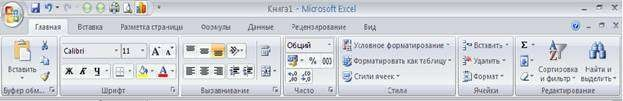 Книга1 - Microsoft Excel
Главная Вставка Разметка страницы Формулы Данные Рецензирование
Calibri 11 Общий Условное форматирование Вставить Σ
Вставить Ж К Ч А % 000 Форматировать как таблицу Удалить Сортировка и фильтр Найти и выделить
Стили ячеек Формат
Буфер обм... Шрифт Выравнивание Число Стили Ячейки Редактирование